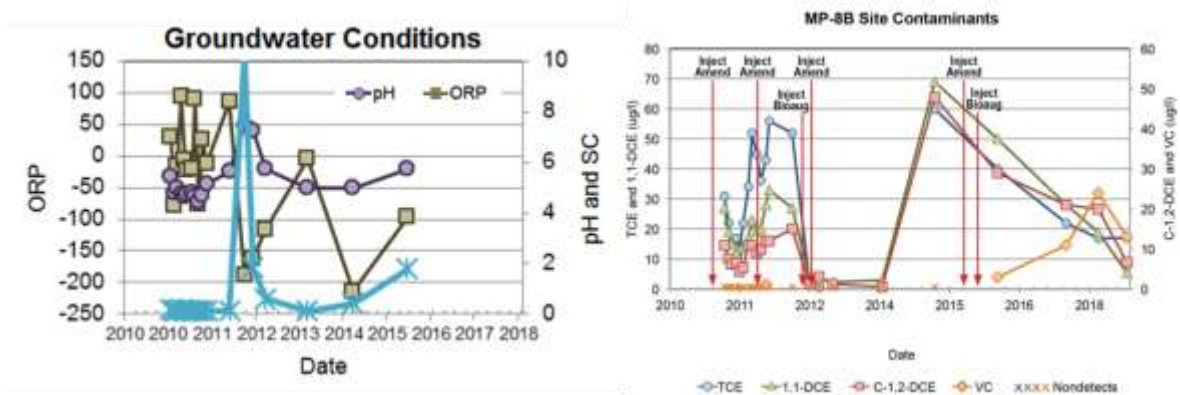 Groundwater Conditions
150
100
50
0
-50
-100
-150
-200
-250
ORP
pH
ORP
10
8
6
4
2
0
pH and SC
2010 2010 2011 2012 2013 2014 2015 2016 2017 2018
Date
MP-8B Site Contaminants
80
70
60
50
40
30
20
10
0
TCE and 1,1-DCE (ug/l)
Inject
Amend
Inject
Amend
Inject
Amend
Inject
Bioaug
Inject
Amend
Inject
Bioaug
60
50
40
30
20
10
0
C-1,2-DCE and VC (ug/l)
2010 2011 2012 2014 2015 2016 2018
Date
TCE 1,1-DCE C-1,2-DCE VC Nondetects